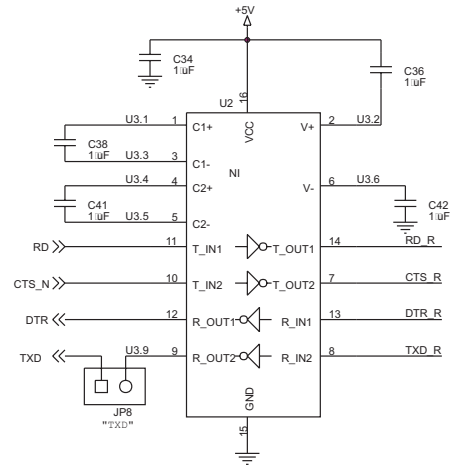 +5V
C34
1uF
C36
1uF
U2
16
VCC
U3.1
1
C1+
V+
2
U3.2
C38
1uF
U3.3
3
C1-
NI
U3.4
4
C2+
V-
6
U3.6
C41
1uF
U3.5
5
C2-
C42
1uF
RD
11
T_IN1
T_OUT1
14
RD_R
CTS_N
10
T_IN2
T_OUT2
7
CTS_R
DTR
12
R_OUT1
R_IN1
13
DTR_R
TXD
U3.9
9
R_OUT2
R_IN2
8
TXD_R
GND
15
JP8
"TXD"